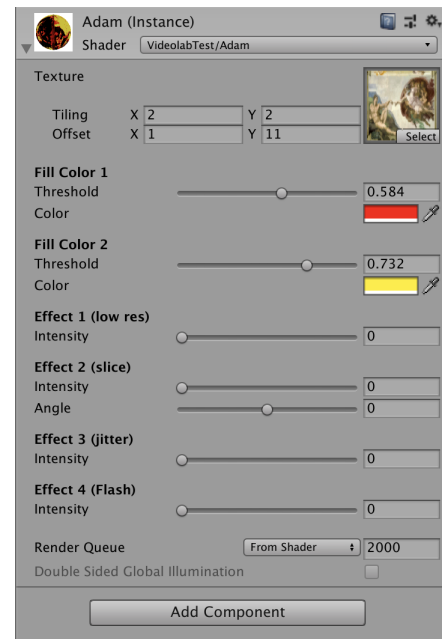 Adam (Instance)
Shader VideolabTest/Adam
Texture
Tiling X 2 Y 2
Offset X 1 Y 11
Select
Fill Color 1
Threshold 0.584
Color
Fill Color 2
Threshold 0.732
Color
Effect 1 (low res)
Intensity 0
Effect 2 (slice)
Intensity 0
Angle 0
Effect 3 (jitter)
Intensity 0
Effect 4 (Flash)
Intensity 0
Render Queue From Shader 2000
Double Sided Global Illumination
Add Component